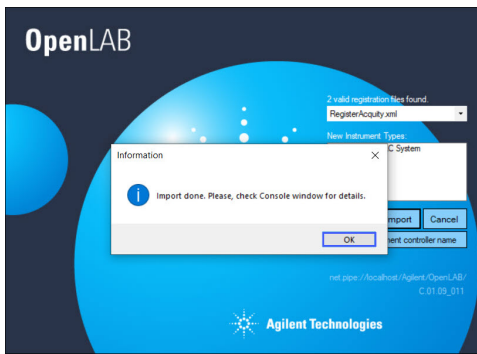 OpenLAB
2 valid registration files found.
RegisterAcquity.xml
New Instrument Types:
C System
Information
Import done. Please, check Console window for details.
OK
mport
Cancel
ent controller name
net.pipe://localhost/Agilent/OpenLAB/
C.01.09_011
Agilent Technologies